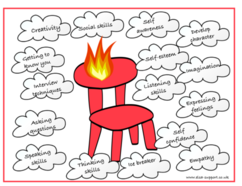 Creativity
Social skills
Self
awareness
Develop
character
Getting to
know you
Self esteem
Imagination
Interview
techniques
Listening
skills
Expressing
feelings
Asking
questions
Self
confidence
Speaking
skills
Thinking
skills
Ice breaker
Empathy